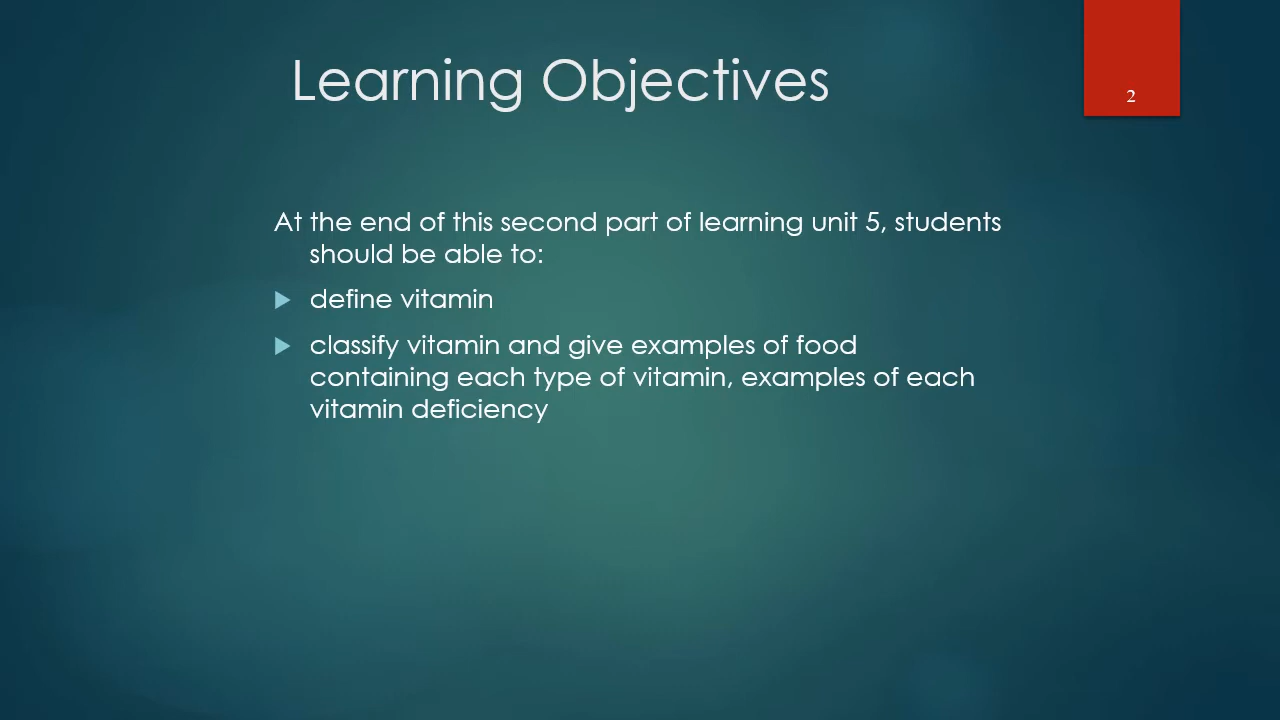 Learning Objectives
2
At the end of this second part of learning unit 5, students
should be able to:
define vitamin
classify vitamin and give examples of food
containing each type of vitamin, examples of each
vitamin deficiency